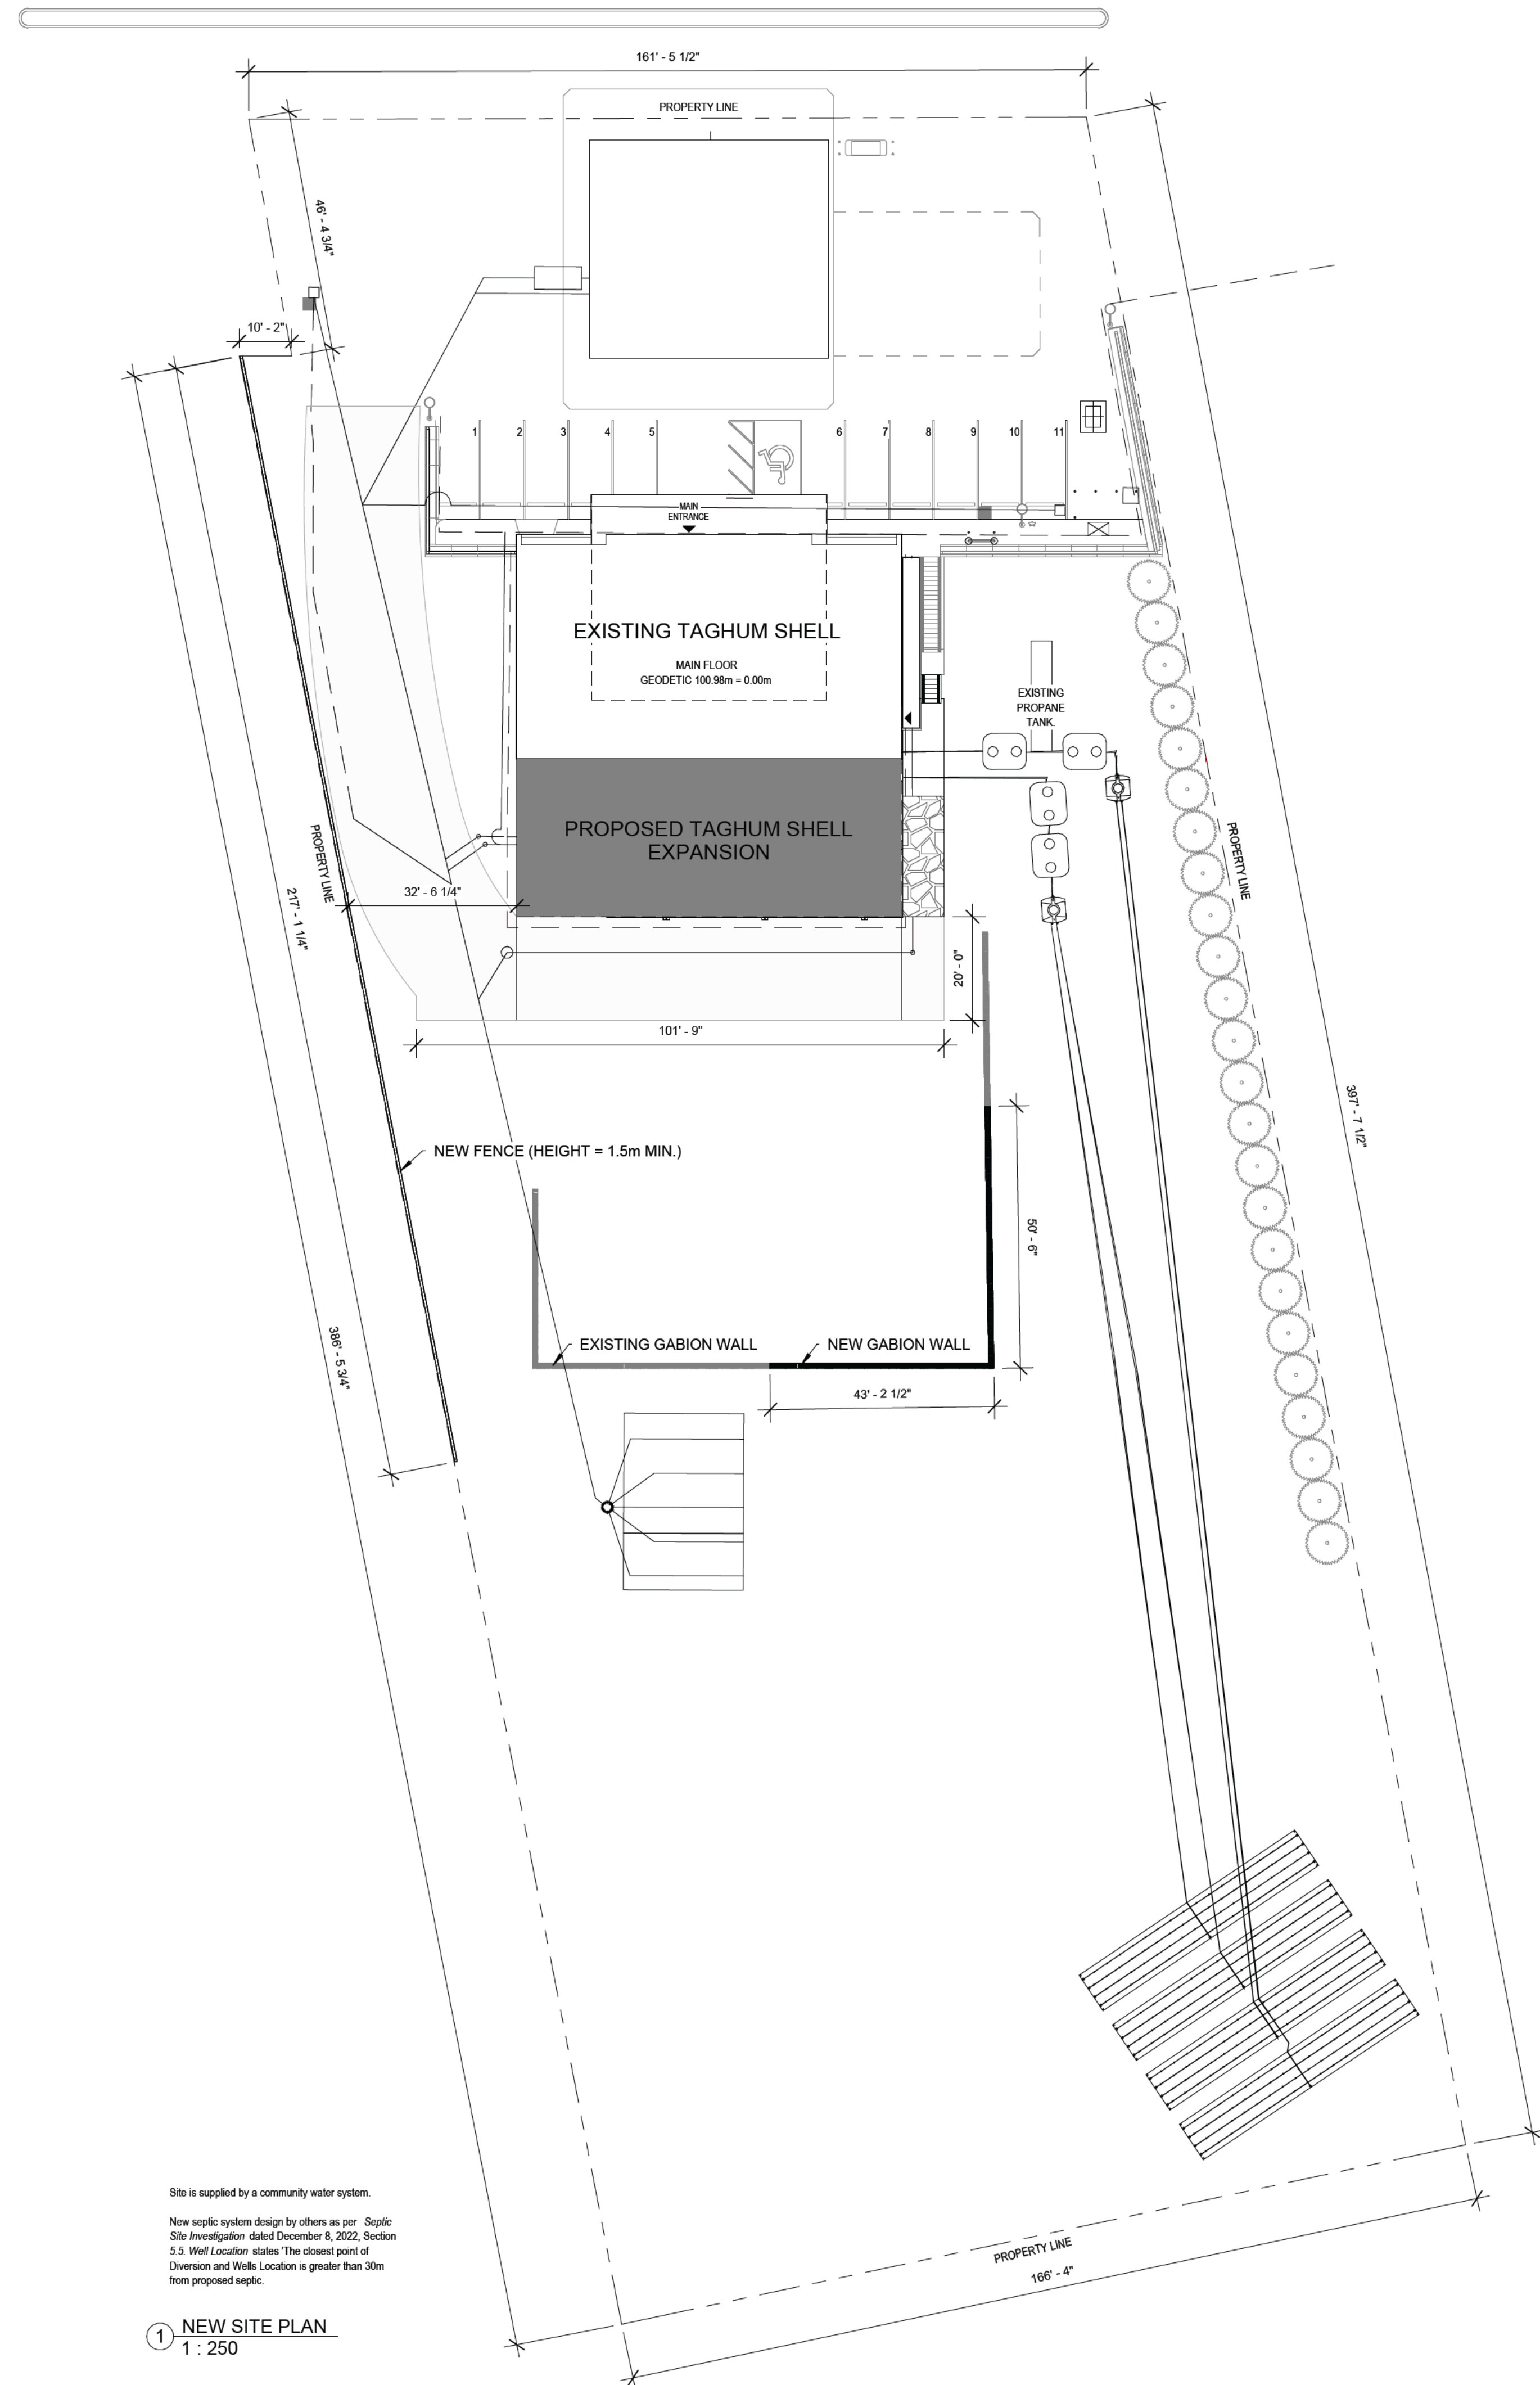 161' - 5 1/2"
PROPERTY LINE
46' - 4 3/4"
10' - 2"
1
2
3
4
5
6
7
8
9
10
11
MAIN
ENTRANCE
EXISTING TAGHUM SHELL
MAIN FLOOR
GEODETIC 100.98m = 0.00m
EXISTING
PROPANE
TANK.
PROPOSED TAGHUM SHELL
EXPANSION
PROPERTY LINE
PROPERTY LINE
32' - 6 1/4"
217' - 1 1/4"
20' - 0"
101' - 9"
397' - 7 1/2"
NEW FENCE (HEIGHT = 1.5m MIN.)
50' - 6"
EXISTING GABION WALL
NEW GABION WALL
386' - 5 3/4"
43' - 2 1/2"
Site is supplied by a community water system.
New septic system design by others as per Septic
Site Investigation dated December 8, 2022, Section
5.5. Well Location states 'The closest point of
Diversion and Wells Location is greater than 30m
from proposed septic.
PROPERTY LINE
166' - 4"
1
NEW SITE PLAN
1 : 250